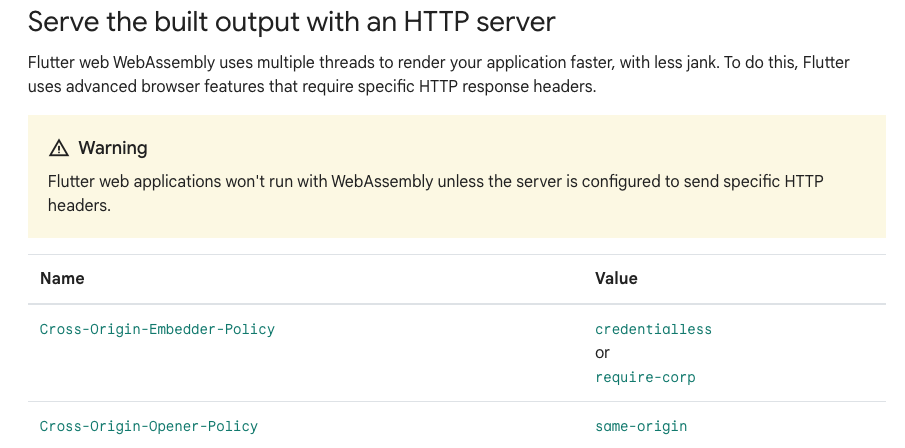 Serve the built output with an HTTP server
Flutter web WebAssembly uses multiple threads to render your application faster, with less jank. To do this, Flutter
uses advanced browser features that require specific HTTP response headers.
Warning
Flutter web applications won't run with WebAssembly unless the server is configured to send specific HTTP
headers.
Name Value
Cross-Origin-Embedder-Policy credentialless
or
require-corp
Cross-Origin-Opener-Policy same-origin